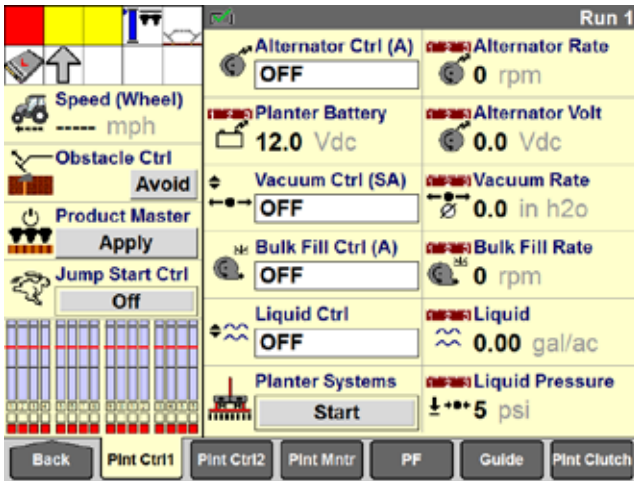 Run 1
L
Speed (Wheel)
----- mph
Obstacle Ctrl
Avoid
Product Master
Apply
Jump Start Ctrl
Off
Alternator Ctrl (A)
OFF
Planter Battery
12.0 Vdc
Vacuum Ctrl (SA)
OFF
Bulk Fill Ctrl (A)
OFF
Liquid Ctrl
OFF
Planter Systems
Start
Alternator Rate
0 rpm
Alternator Volt
0.0 Vdc
Vacuum Rate
0.0 in h2o
Bulk Fill Rate
0 rpm
Liquid
0.00 gal/ac
Liquid Pressure
5 psi
Back
Plnt Ctrl1
Plnt Ctrl2
Plnt Mntr
PF
Guide
Plnt Clutch